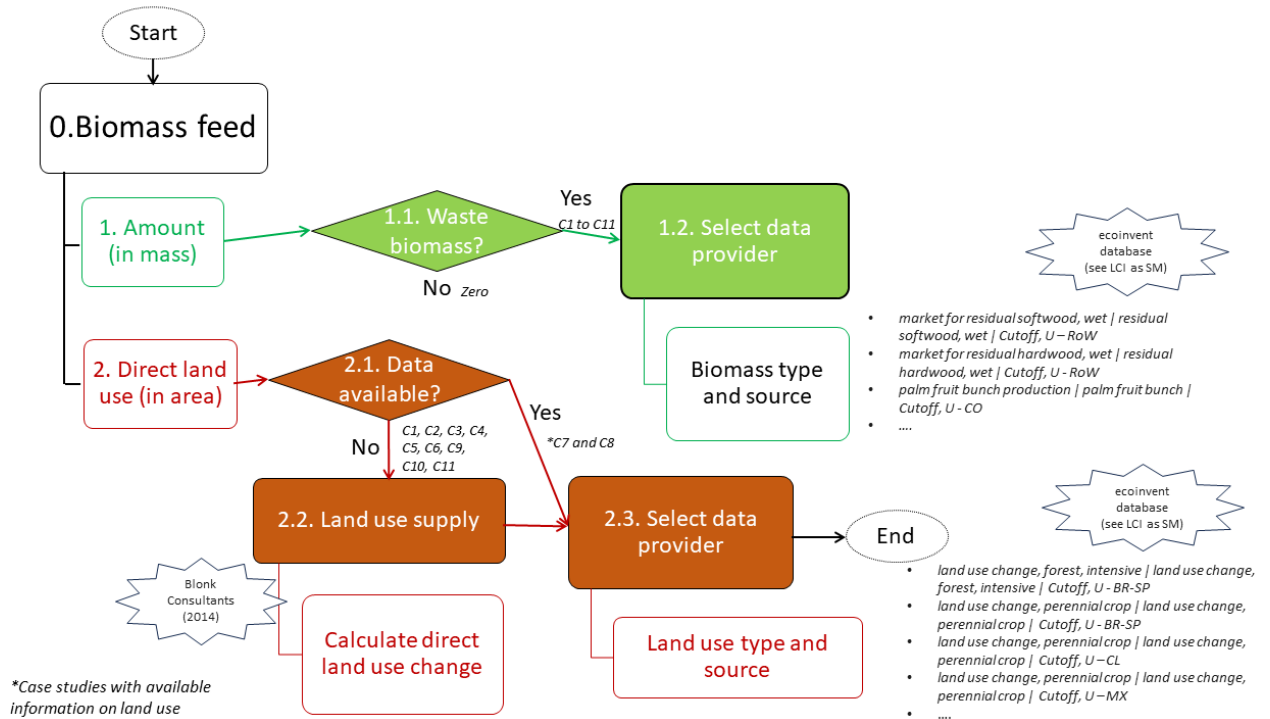 Start
0.Biomass feed
1. Amount
(in mass)
1.1. Waste
biomass?
Yes
C1 to C11
No Zero
1.2. Select data
provider
Biomass type
and source
ecoinvent
database
(see LCI as SM)
• market for residual softwood, wet | residual
softwood, wet | Cutoff, U – RoW
• market for residual hardwood, wet | residual
hardwood, wet | Cutoff, U - RoW
• palm fruit bunch production | palm fruit bunch |
Cutoff, U - CO
• ....
2. Direct land
use (in area)
2.1. Data
available?
Yes
*C7 and C8
No
C1, C2, C3, C4,
C5, C6, C9,
C10, C11
2.2. Land use supply
2.3. Select data
provider
End
Blonk
Consultants
(2014)
Calculate direct
land use change
Land use type and
source
ecoinvent
database
(see LCI as SM)
• land use change, forest, intensive | land use change,
forest, intensive | Cutoff, U - BR-SP
• land use change, perennial crop | land use change,
perennial crop | Cutoff, U - BR-SP
• land use change, perennial crop | land use change,
perennial crop | Cutoff, U – CL
• land use change, perennial crop | land use change,
perennial crop | Cutoff, U – MX
• ....
*Case studies with available
information on land use